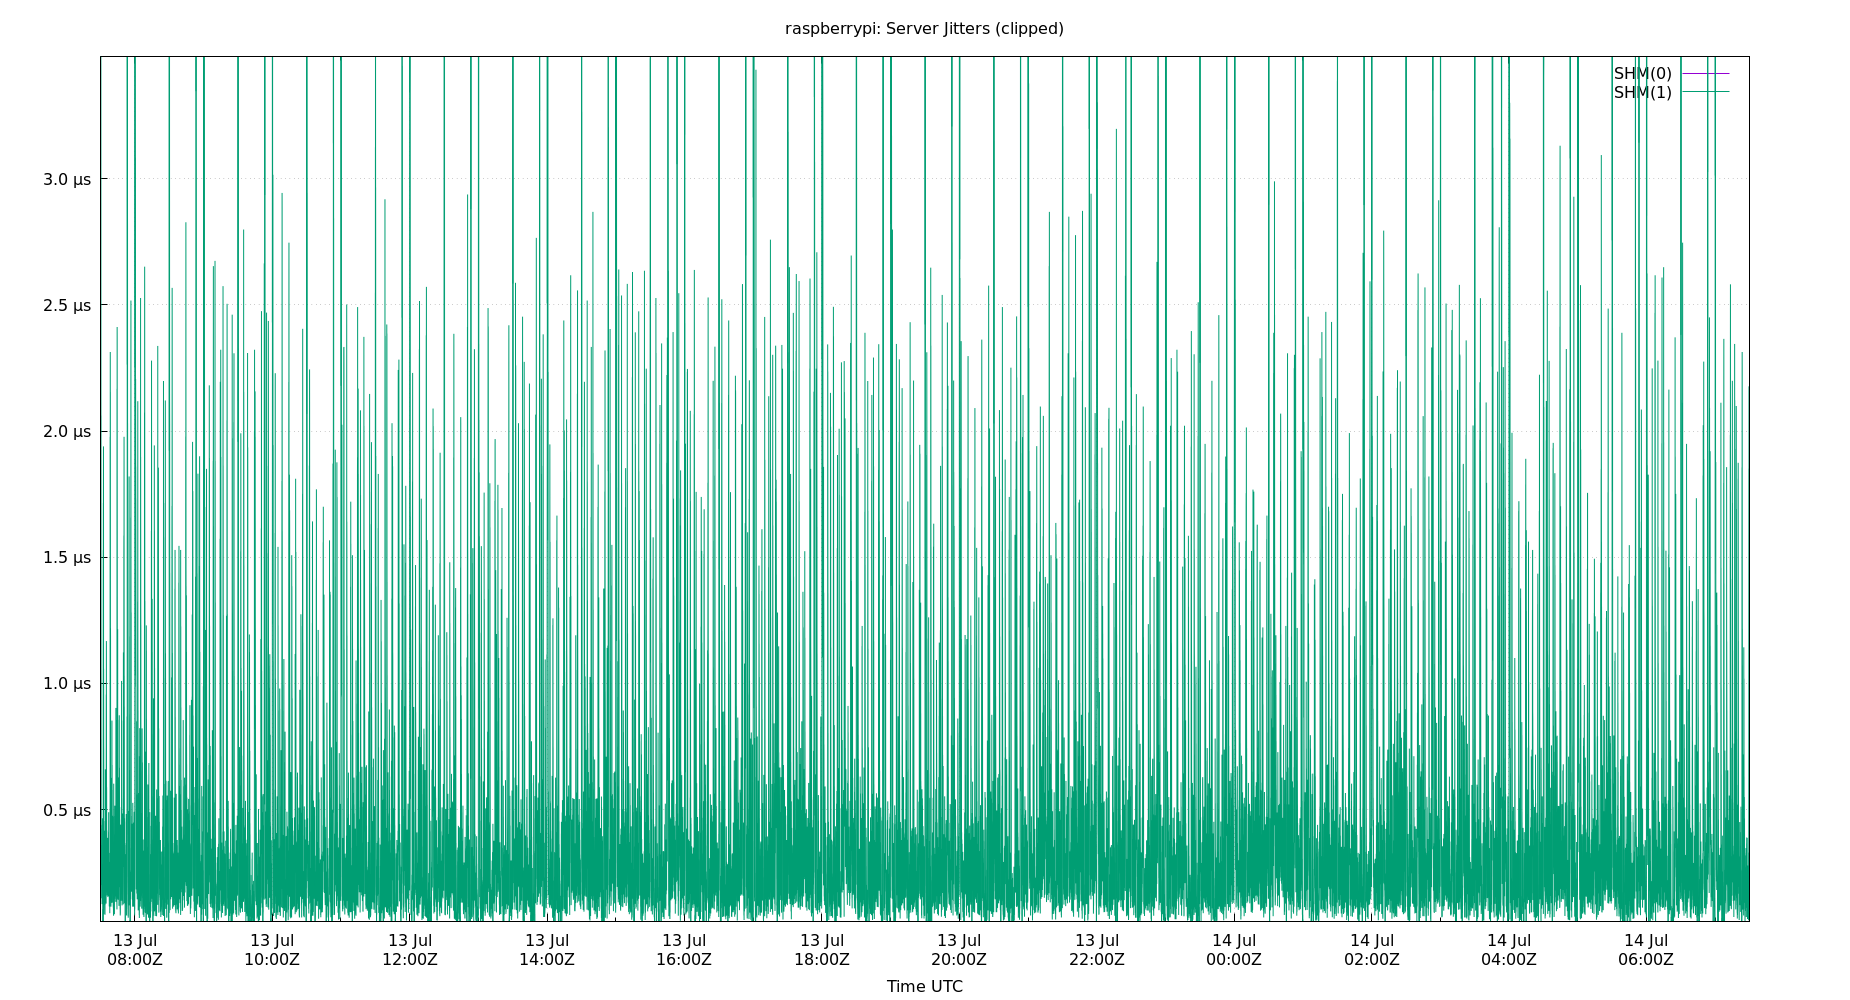 raspberrypi: Server Jitters (clipped)
SHM(0)
SHM(1)
3.0 µs
2.5 µs
2.0 µs
1.5 µs
1.0 µs
0.5 µs
13 Jul 13 Jul 13 Jul 13 Jul 13 Jul 13 Jul 13 Jul 13 Jul 14 Jul 14 Jul 14 Jul 14 Jul
08:00Z 10:00Z 12:00Z 14:00Z 16:00Z 18:00Z 20:00Z 22:00Z 00:00Z 02:00Z 04:00Z 06:00Z
Time UTC